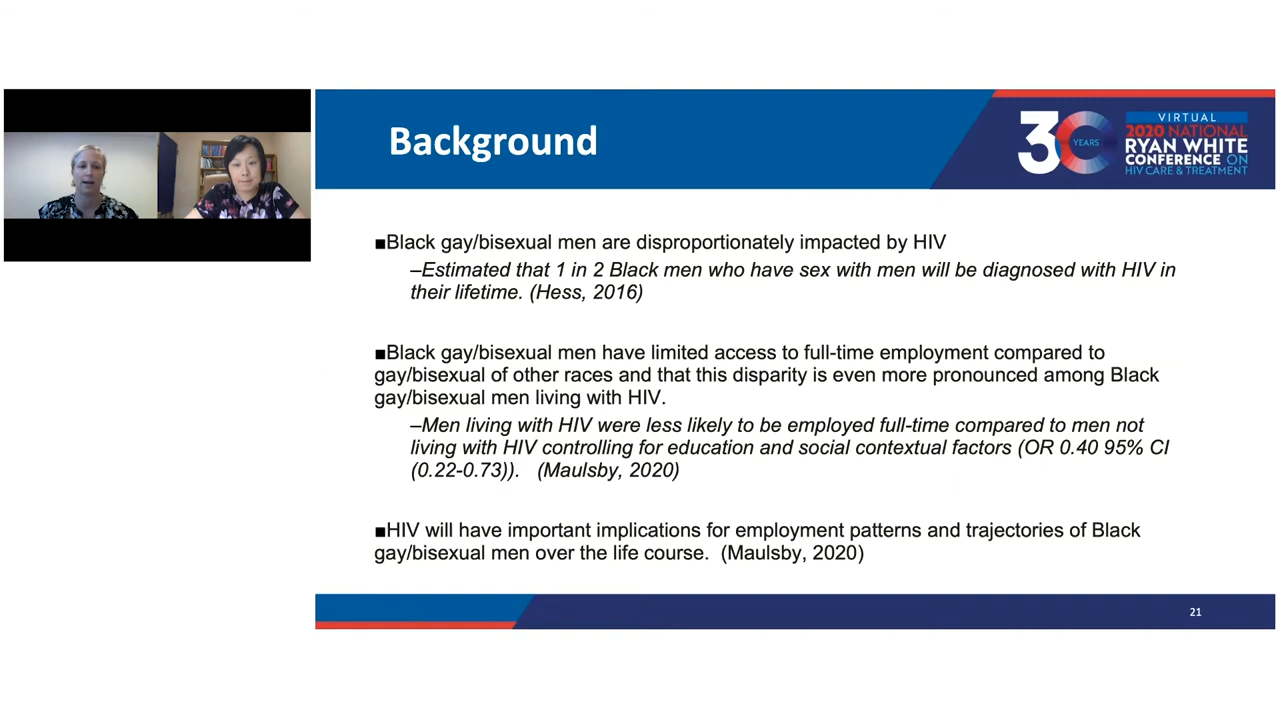 Background
30
YEARS
VIRTUAL
2020 NATIONAL
RYAN WHITE
CONFERENCE ON
HIV CARE & TREATMENT
■Black gay/bisexual men are disproportionately impacted by HIV
–Estimated that 1 in 2 Black men who have sex with men will be diagnosed with HIV in
their lifetime. (Hess, 2016)
■Black gay/bisexual men have limited access to full-time employment compared to
gay/bisexual of other races and that this disparity is even more pronounced among Black
gay/bisexual men living with HIV.
–Men living with HIV were less likely to be employed full-time compared to men not
living with HIV controlling for education and social contextual factors (OR 0.40 95% CI
(0.22-0.73)). (Maulsby, 2020)
■HIV will have important implications for employment patterns and trajectories of Black
gay/bisexual men over the life course. (Maulsby, 2020)
21